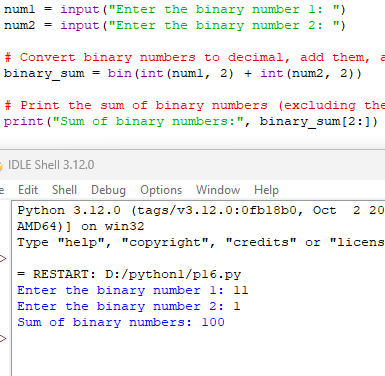 num1 = input("Enter the binary number 1: ")
num2 = input("Enter the binary number 2: ")
# Convert binary numbers to decimal, add them, a
binary_sum = bin(int(num1, 2) + int(num2, 2))
# Print the sum of binary numbers (excluding the
print("Sum of binary numbers:", binary_sum[2:])
IDLE Shell 3.12.0
e Edit Shell Debug Options Window Help
Python 3.12.0 (tags/v3.12.0:0fb18b0, Oct 2 20
AMD64)] on win32
Type "help", "copyright", "credits" or "licens
>
= RESTART: D:/python1/p16.py
Enter the binary number 1: 11
Enter the binary number 2: 1
Sum of binary numbers: 100
>